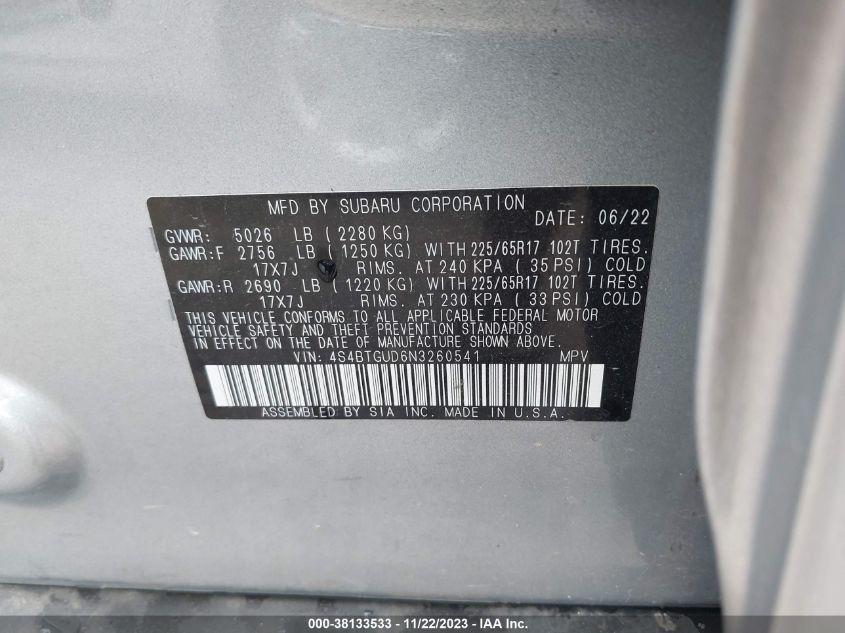 MFD BY SUBARU CORPORATION
DATE: 06/22
GVWR: 5026 LB ( 2280 KG)
GAWR:F 2756 LB ( 1250 KG) WITH 225/65R17 102T TIRES.
17X7J RIMS. AT 240 KPA ( 35 PSI) COLD
GAWR:R 2690 LB ( 1220 KG) WITH 225/65R17 102T TIRES.
17X7J RIMS. AT 230 KPA ( 33 PSI) COLD
THIS VEHICLE CONFORMS TO ALL APPLICABLE FEDERAL MOTOR
VEHICLE SAFETY AND THEFT PREVENTION STANDARDS
IN EFFECT ON THE DATE OF MANUFACTURE SHOWN ABOVE.
VIN: 4S4BTGUD6N3260541 MPV
ASSEMBLED BY SIA INC. MADE IN U.S.A.
000-38133533 - 11/22/2023 - IAA Inc.